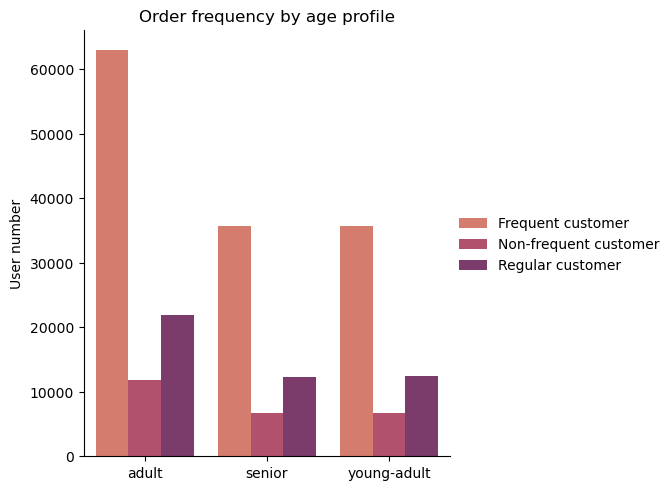 Order frequency by age profile
User number
60000
50000
40000
30000
20000
10000
0
adult
senior
young-adult
Frequent customer
Non-frequent customer
Regular customer